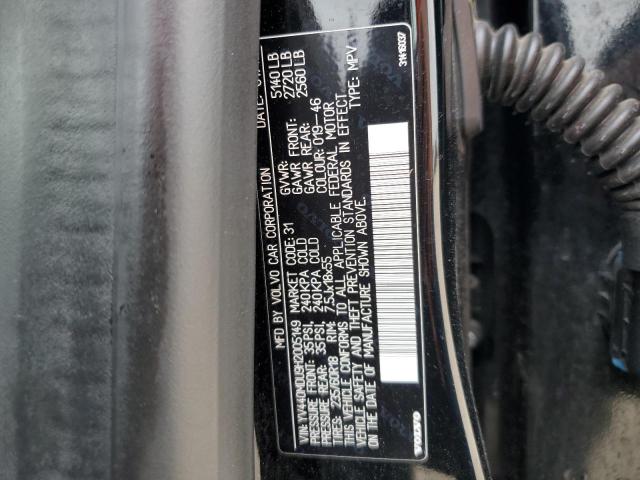 MFD BY VOLVO CAR CORPORATION DATE:
VIN: YV440MDU9H2005149 GVWR: 5140 LB
MARKET CODE: 31 GAWR FRONT: 2720 LB
PRESSURE FRONT: 35PSI, 240KPA COLD GAWR REAR: 2560 LB
PRESSURE REAR: 35PSI, 240KPA COLD COLOUR: 019-46
TIRES: 235/60R18 RIM: 7.5Jx18x55 TYPE: MPV
THIS VEHICLE CONFORMS TO ALL APPLICABLE FEDERAL MOTOR
VEHICLE SAFETY AND THEFT PREVENTION STANDARDS IN EFFECT
ON THE DATE OF MANUFACTURE SHOWN ABOVE.
VOLVO 31416037